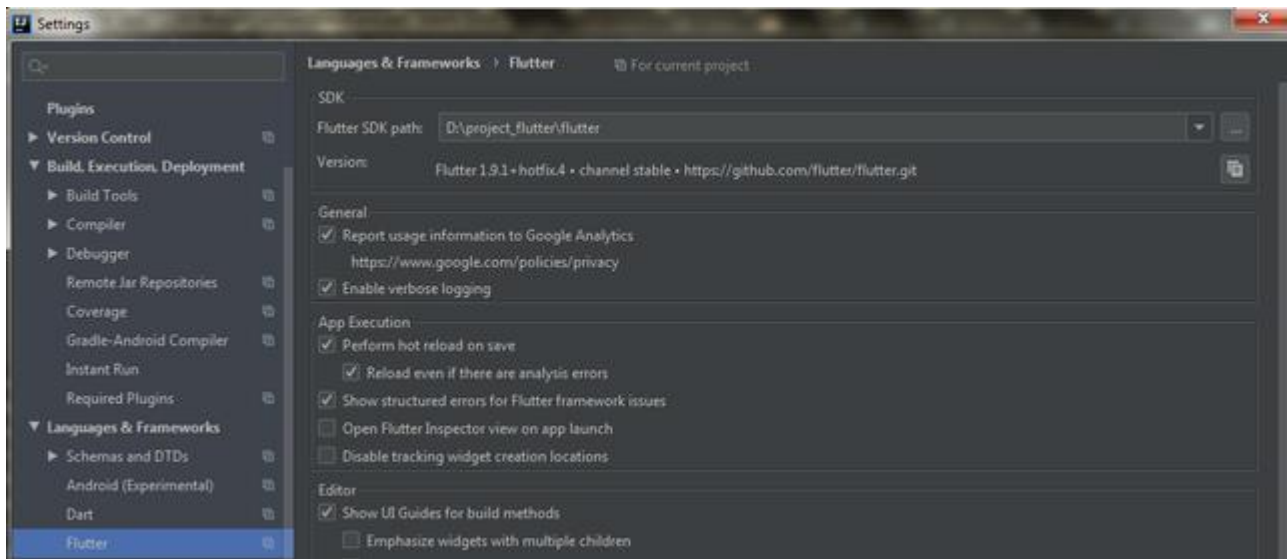 Settings
Languages & Frameworks › Flutter
For current project
Plugins
Version Control
Build, Execution, Deployment
Build Tools
Compiler
Debugger
Remote Jar Repositories
Coverage
Gradle-Android Compiler
Instant Run
Required Plugins
Languages & Frameworks
Schemas and DTDs
Android (Experimental)
Dart
Flutter
SDK
Flutter SDK path: D:\project_flutter\flutter
Version: Flutter 1.9.1+hotfix.4 • channel stable • https://github.com/flutter/flutter.git
General
Report usage information to Google Analytics
https://www.google.com/policies/privacy
Enable verbose logging
App Execution
Perform hot reload on save
Reload even if there are analysis errors
Show structured errors for Flutter framework issues
Open Flutter Inspector view on app launch
Disable tracking widget creation locations
Editor
Show UI Guides for build methods
Emphasize widgets with multiple children